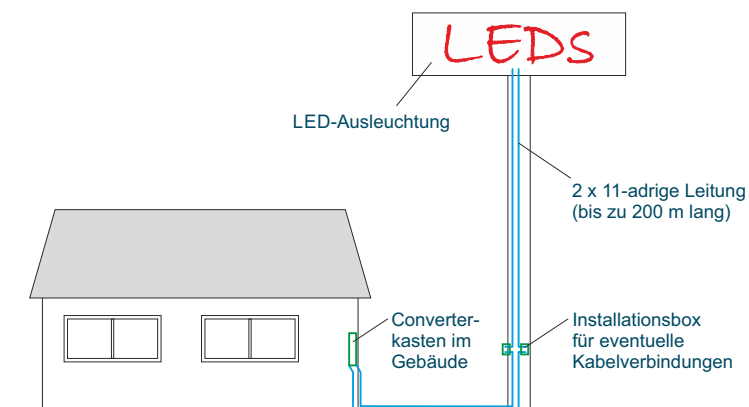 LEDS
LED-Ausleuchtung
2 x 11-adrige Leitung
(bis zu 200 m lang)
Converter-
kasten im
Gebäude
Installationsbox
für eventuelle
Kabelverbindungen